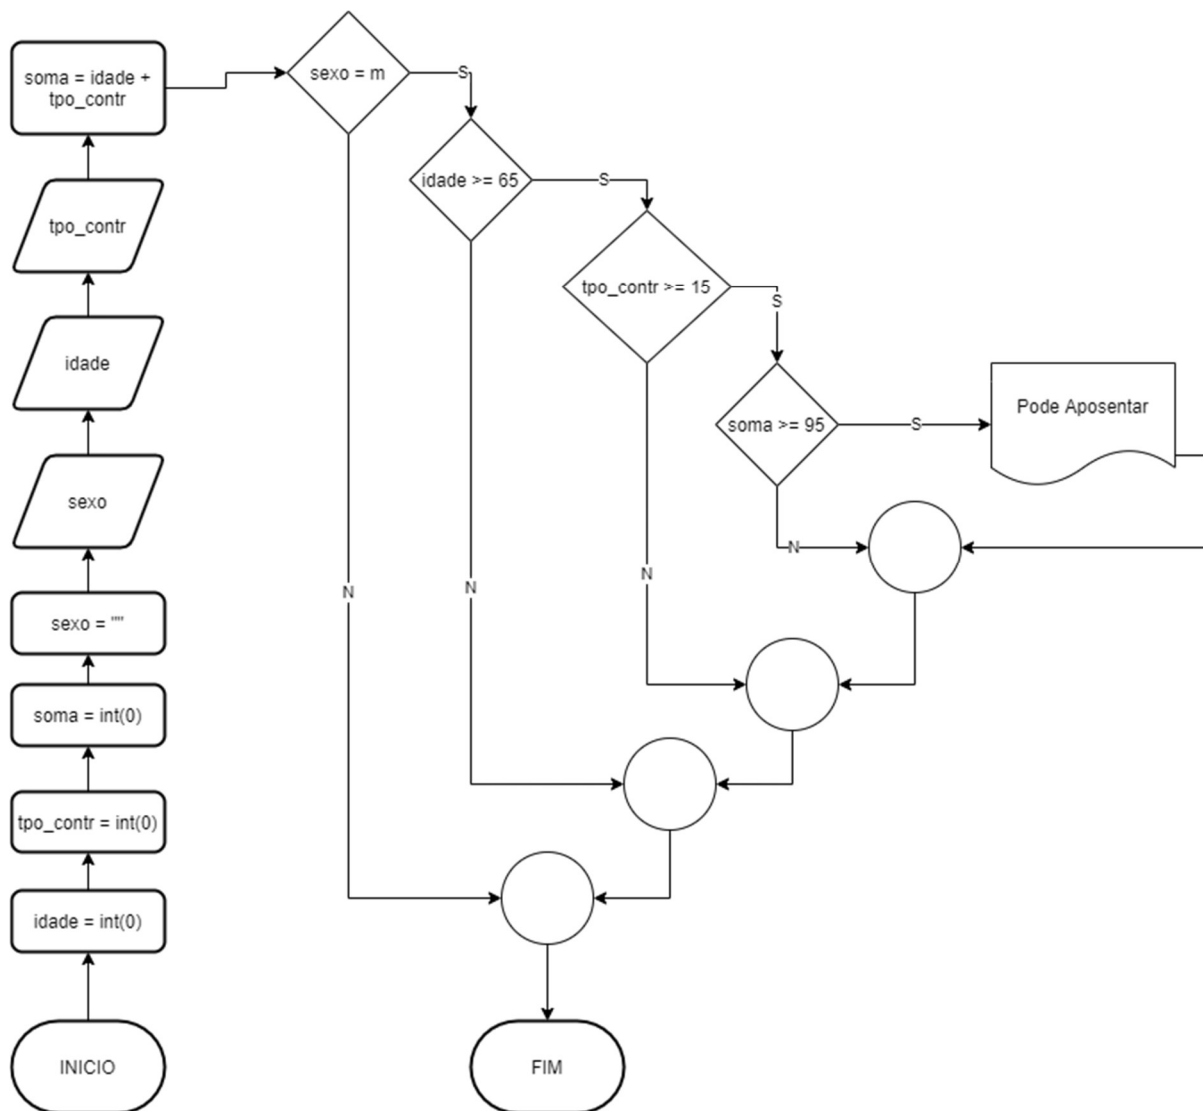 INICIO
idade = int(0)
tpo_contr = int(0)
soma = int(0)
sexo = ""
sexo
idade
tpo_contr
soma = idade +
tpo_contr
sexo = m
S
idade >= 65
S
tpo_contr >= 15
S
soma >= 95
S
Pode Aposentar
N
N
N
N
FIM